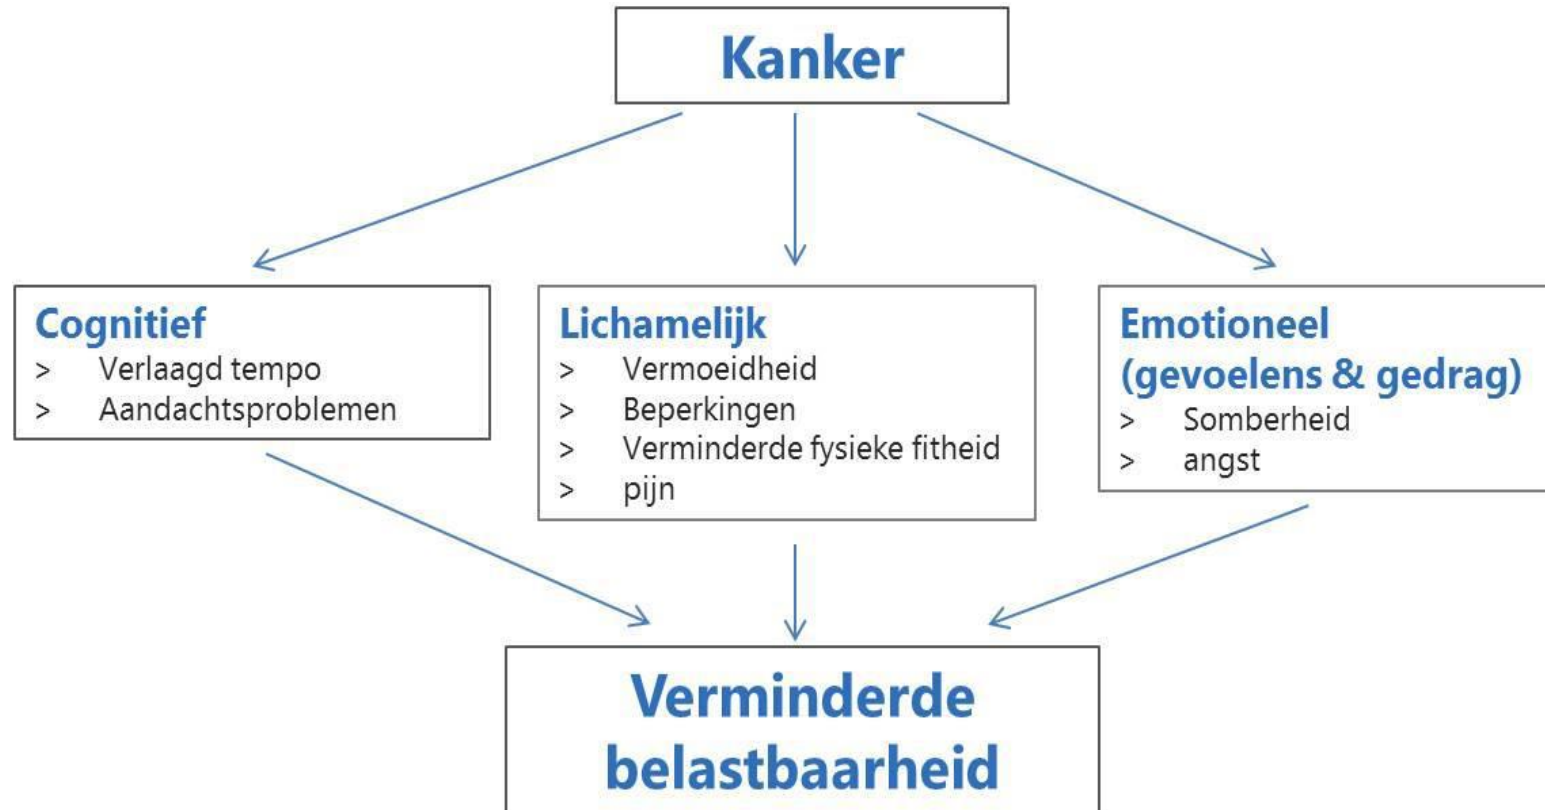 Kanker
Cognitief
> Verlaagd tempo
> Aandachtsproblemen
Lichamelijk
> Vermoeidheid
> Beperkingen
> Verminderde fysieke fitheid
> pijn
Emotioneel
(gevoelens & gedrag)
> Somberheid
> angst
Verminderde
belastbaarheid